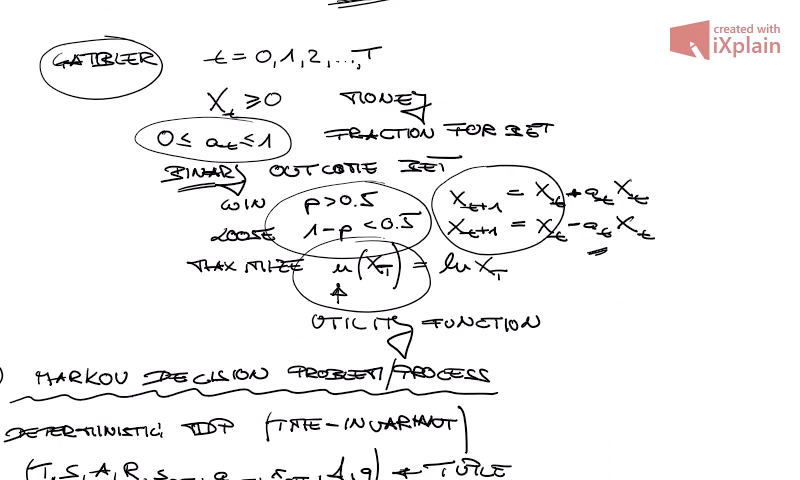 created with
iXplain
GAMBLER t = 0, 1, 2, ..., T
X_t ≥ 0 MONEY
0 ≤ a_t ≤ 1 FRACTION FOR BET
BINARY OUTCOME BET
WIN p > 0.5 X_{t+1} = X_t + a_t X_t
LOOSE 1 - p < 0.5 X_{t+1} = X_t - a_t X_t
MAXIMIZE u(X_T) = ln X_T
UTILITY FUNCTION
) MARKOV DECISION PROBLEM/PROCESS
DETERMINISTIC MDP (TIME-INVARIANT)
(T, S, A, R, ← TUPLE